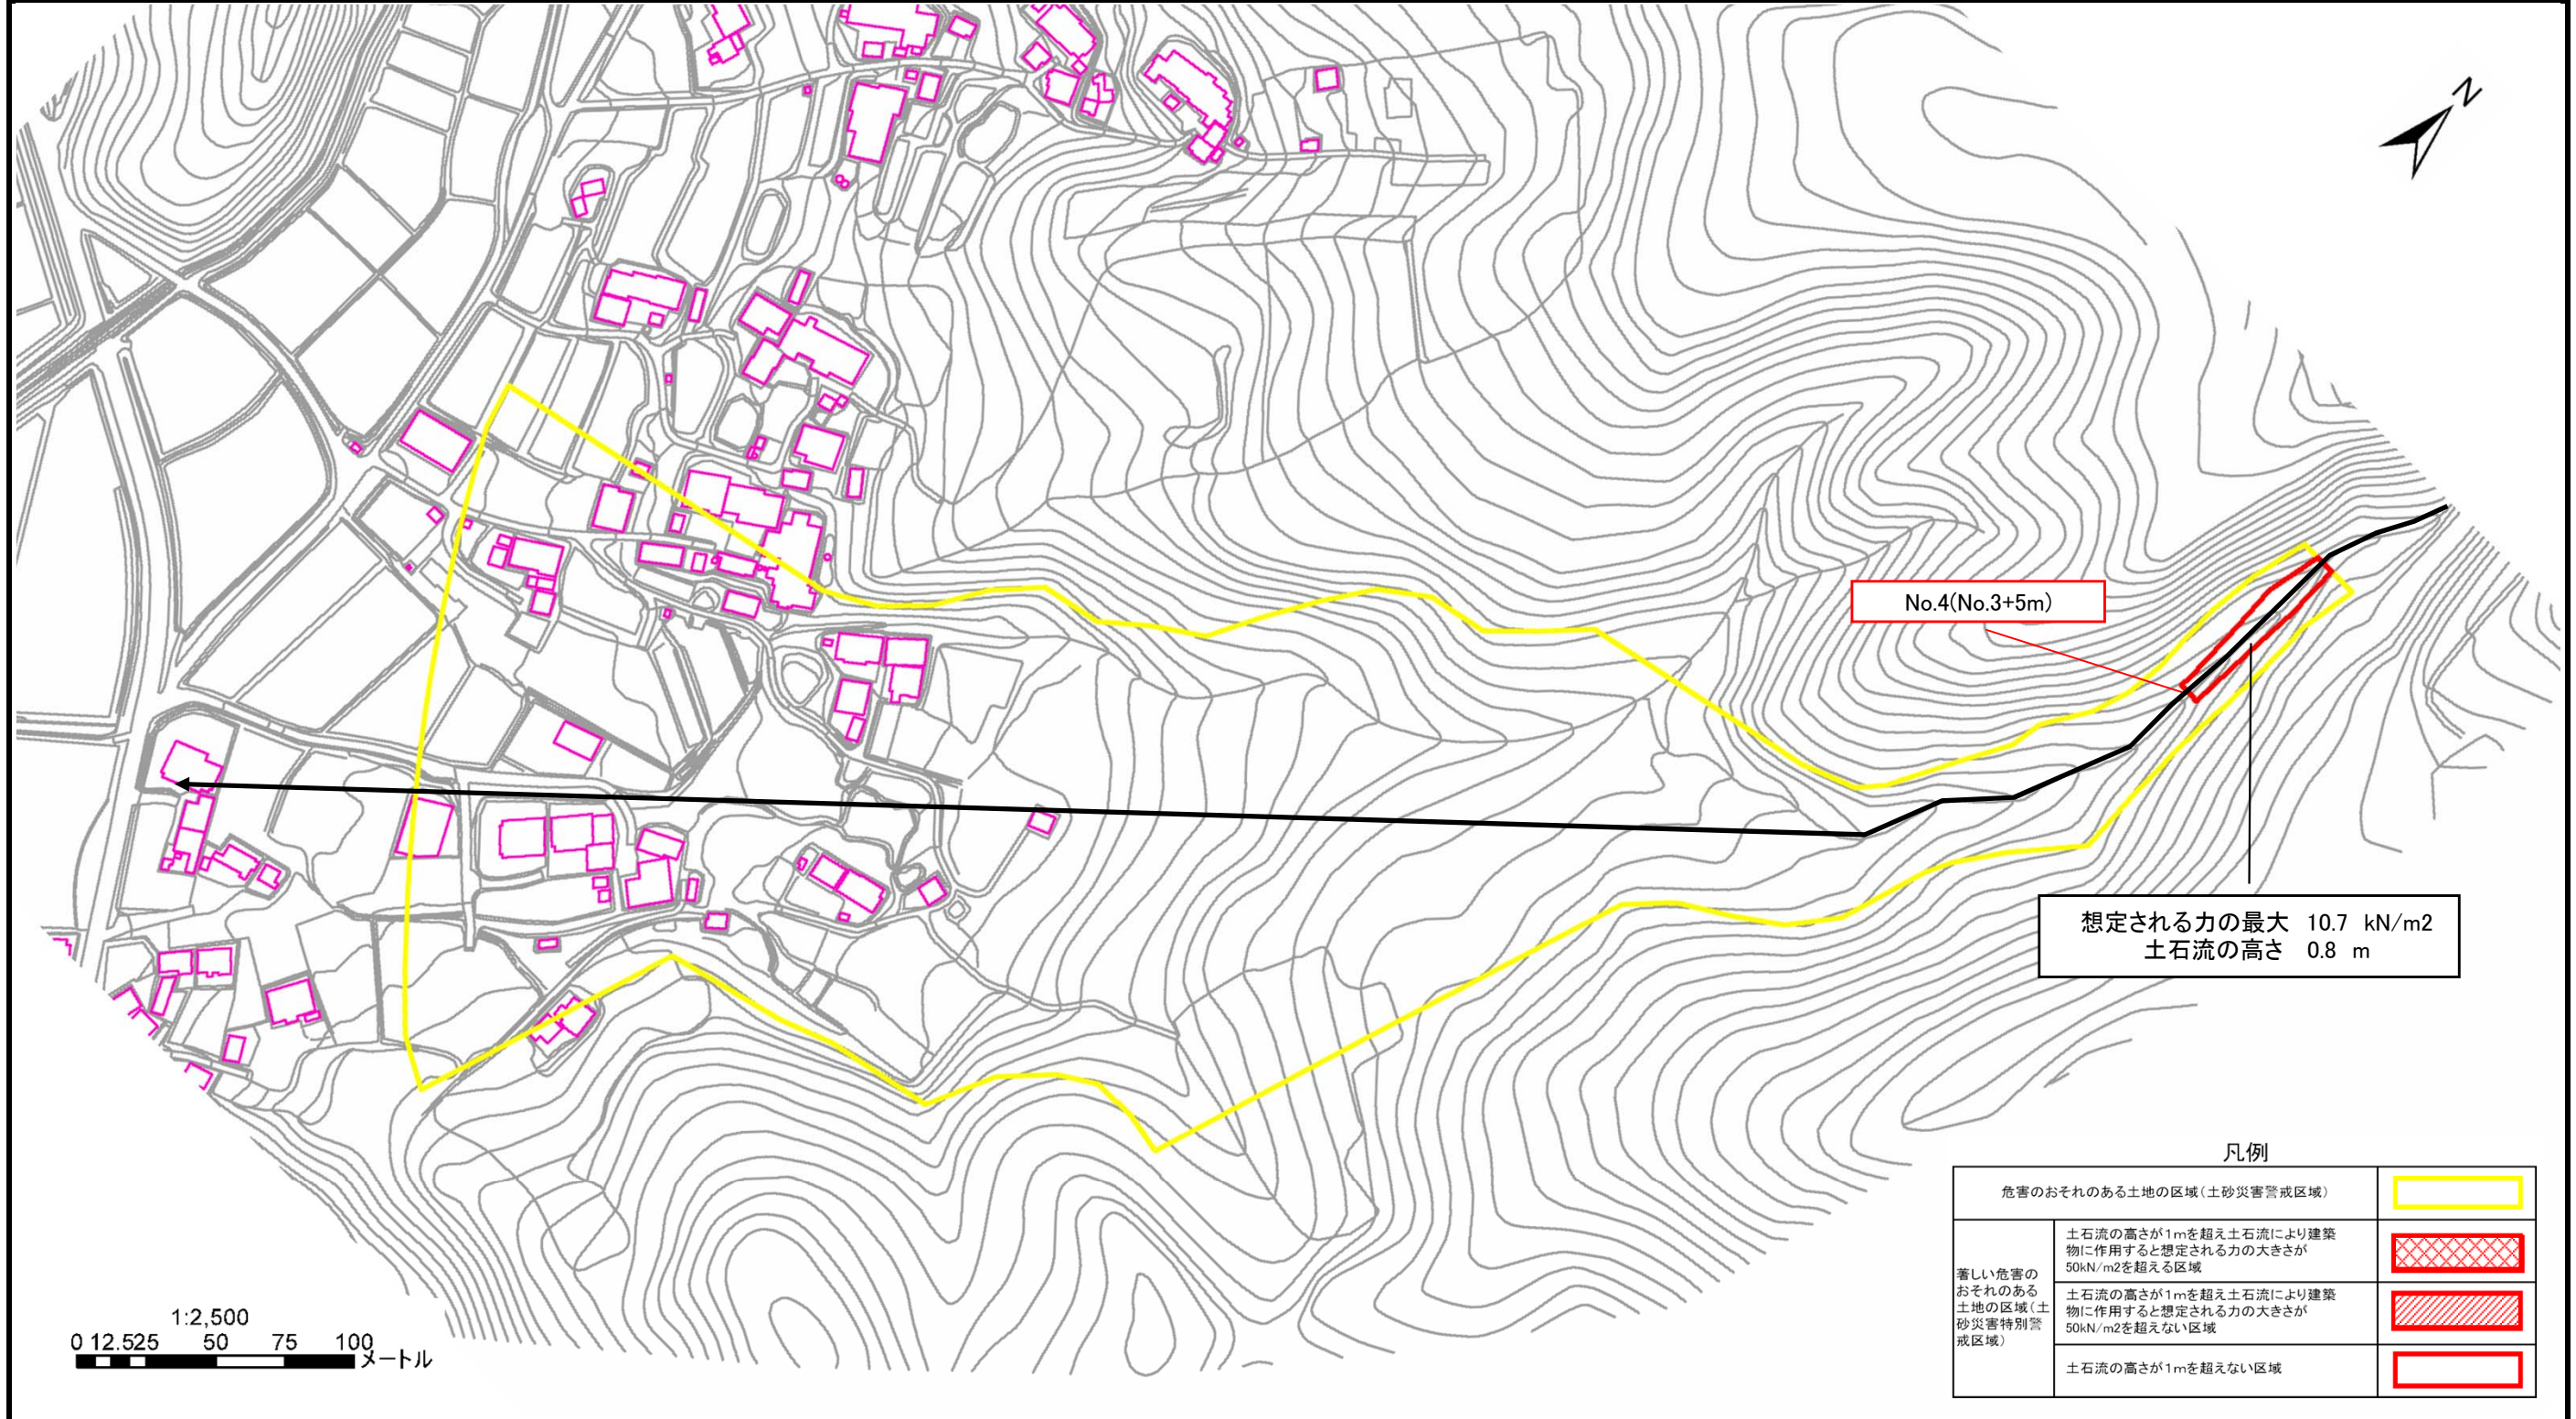 N
No.4(No.3+5m)
想定される力の最大 10.7 kN/m2
土石流の高さ 0.8 m
凡例
危害のおそれのある土地の区域(土砂災害警戒区域)
著しい危害の
おそれのある
土地の区域(土
砂災害特別警
戒区域)
土石流の高さが1mを超え土石流により建築
物に作用すると想定される力の大きさが
50kN/m2を超える区域
土石流の高さが1mを超え土石流により建築
物に作用すると想定される力の大きさが
50kN/m2を超えない区域
土石流の高さが1mを超えない区域
1:2,500
0 12.525 50 75 100
メートル